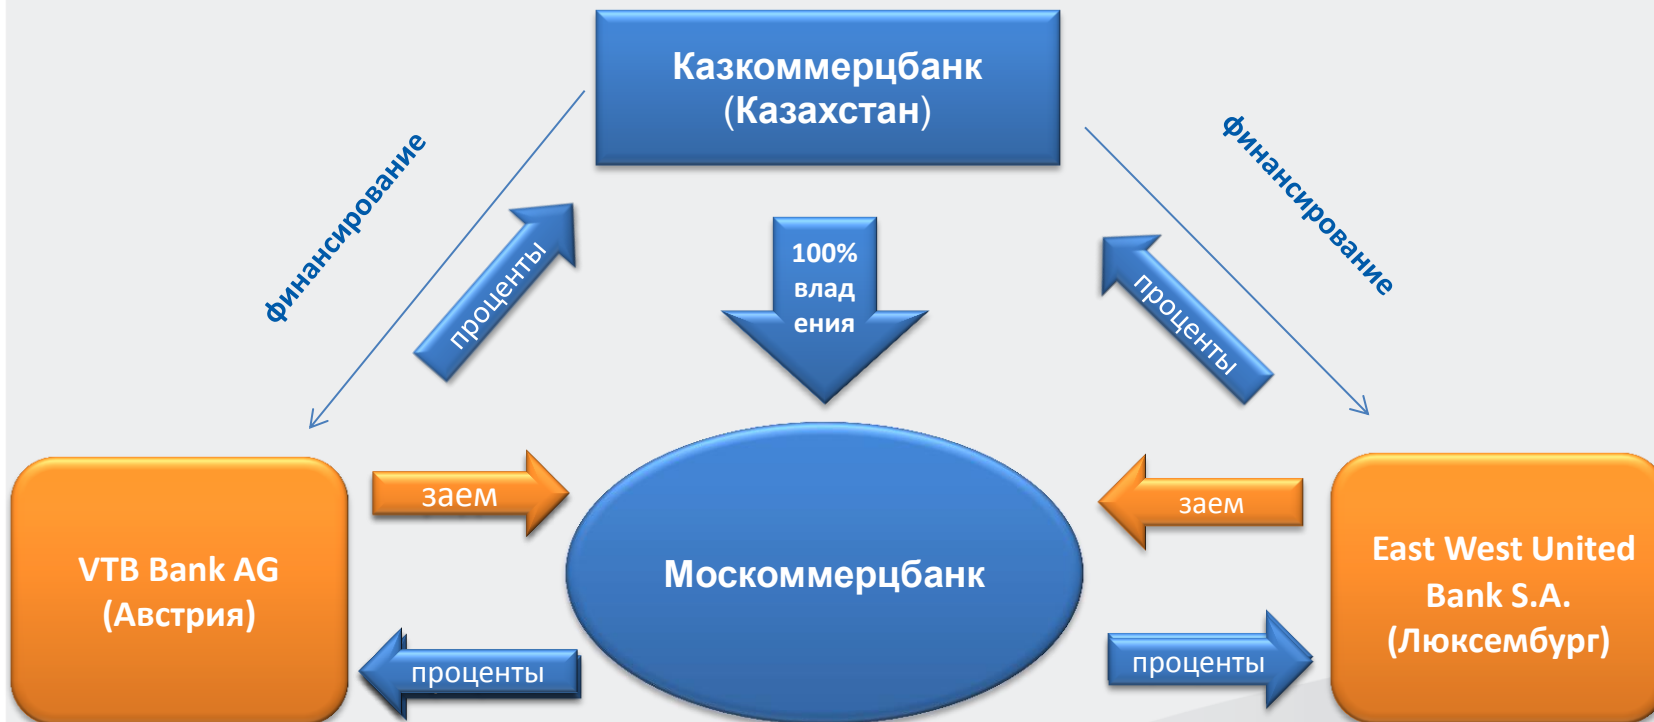 Казкоммерцбанк
(Казахстан)
финансирование
финансирование
проценты
100%
влад
ения
проценты
заем
заем
VTB Bank AG
(Австрия)
Москоммерцбанк
East West United
Bank S.A.
(Люксембург)
проценты
проценты